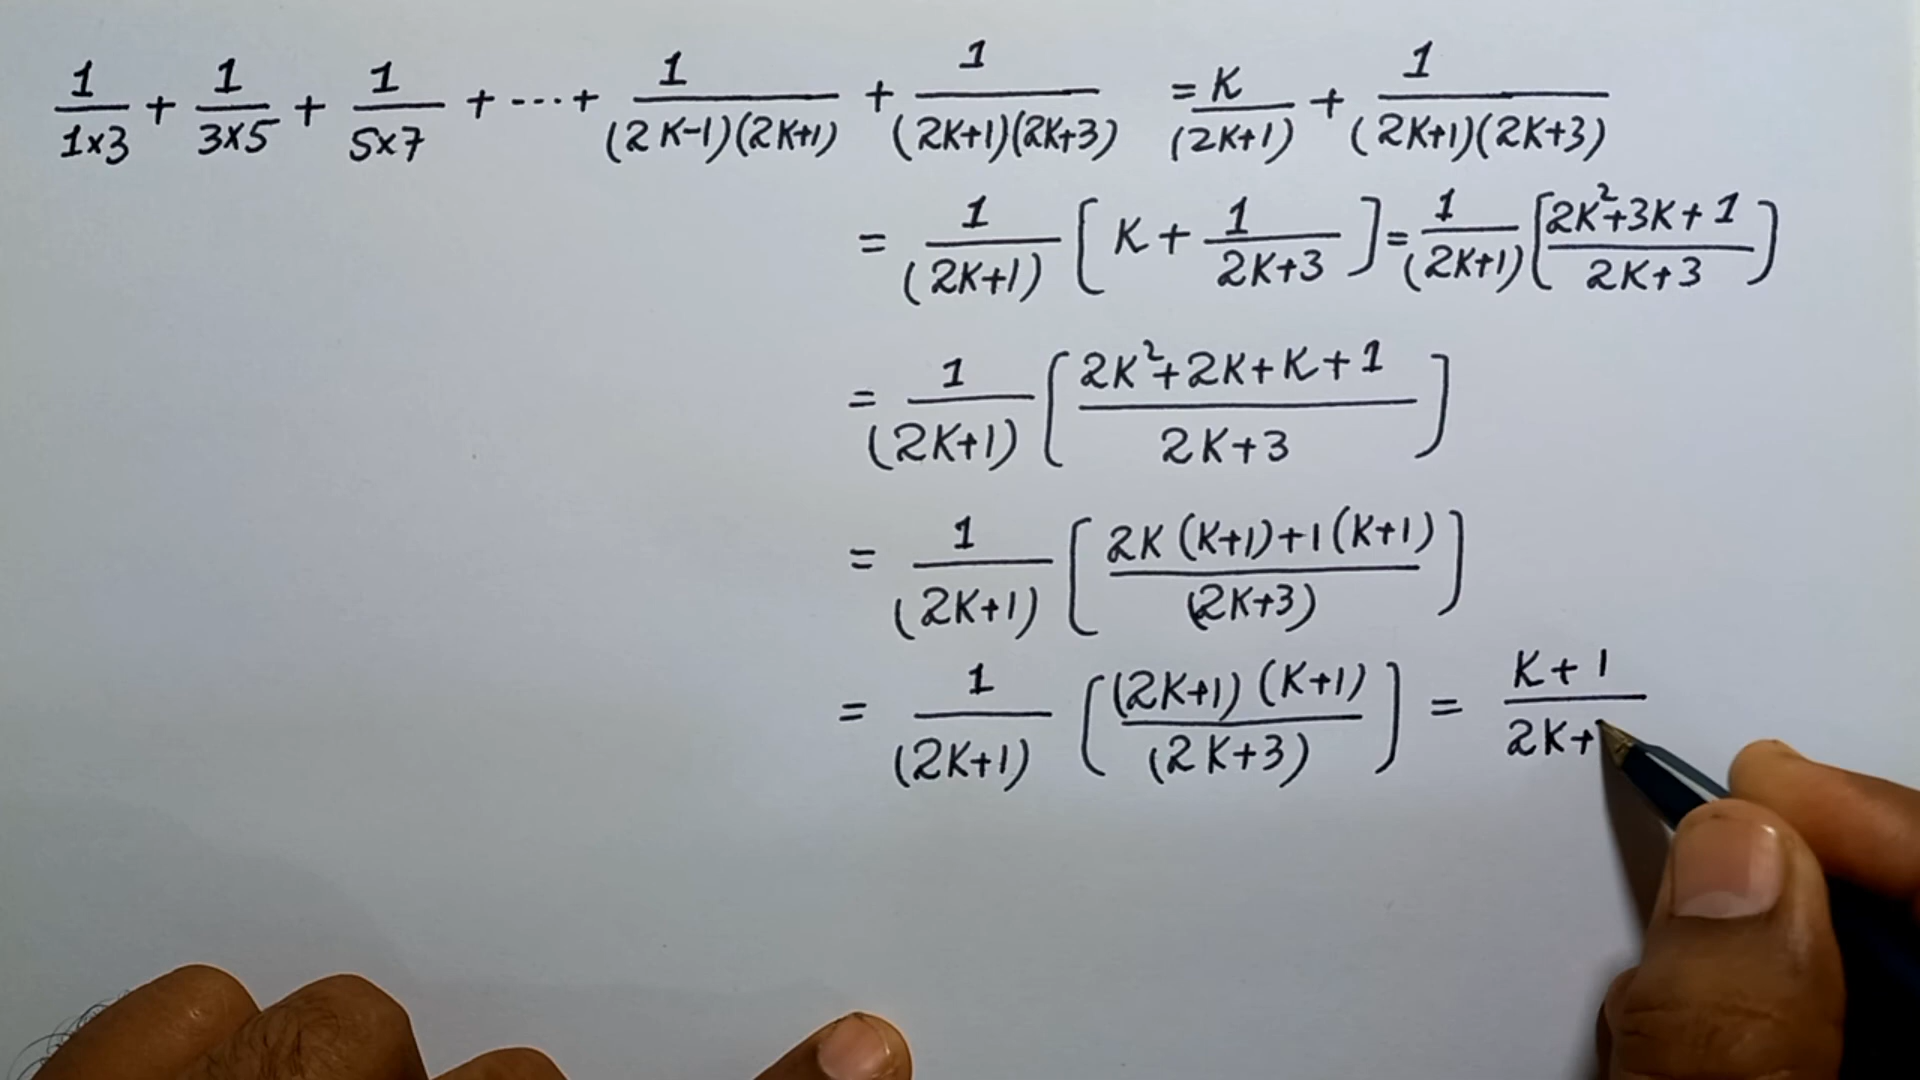 1/1×3 + 1/3×5 + 1/5×7 + ... + 1/(2K-1)(2K+1) + 1/(2K+1)(2K+3) = K/(2K+1) + 1/(2K+1)(2K+3)
= 1/(2K+1) [K + 1/2K+3] = 1/(2K+1) [2K²+3K+1/2K+3]
= 1/(2K+1) [2K²+2K+K+1/2K+3]
= 1/(2K+1) [2K(K+1)+1(K+1)/(2K+3)]
= 1/(2K+1) [(2K+1)(K+1)/(2K+3)] = K+1/2K+